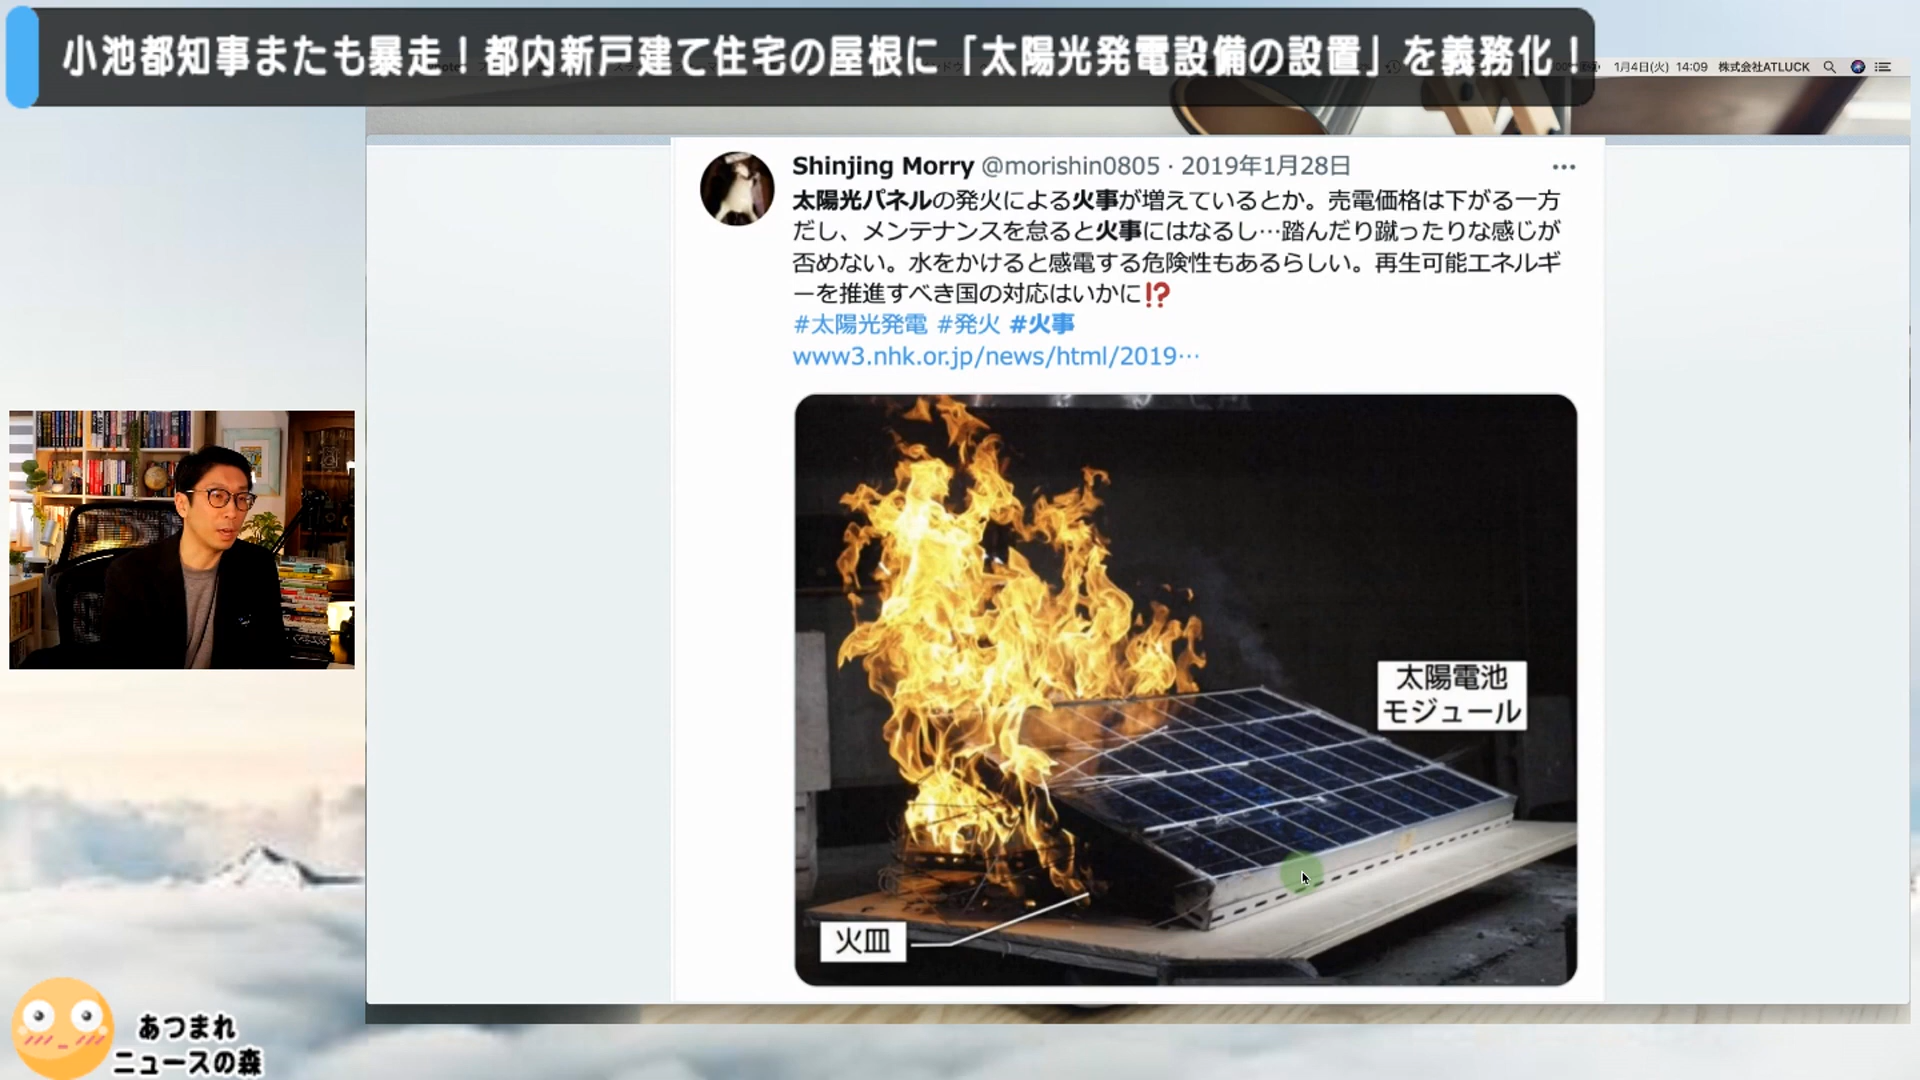 小池都知事またも暴走！都内新戸建て住宅の屋根に「太陽光発電設備の設置」を義務化！
1月4日(火) 14:09 株式会社ATLUCK
Shinjing Morry @morishin0805 · 2019年1月28日
太陽光パネルの発火による火事が増えているとか。売電価格は下がる一方
だし、メンテナンスを怠ると火事にはなるし…踏んだり蹴ったりな感じが
否めない。水をかけると感電する危険性もあるらしい。再生可能エネルギ
ーを推進すべき国の対応はいかに⁉
#太陽光発電 #発火 #火事
www3.nhk.or.jp/news/html/2019…
太陽電池
モジュール
火皿
あつまれ
ニュースの森